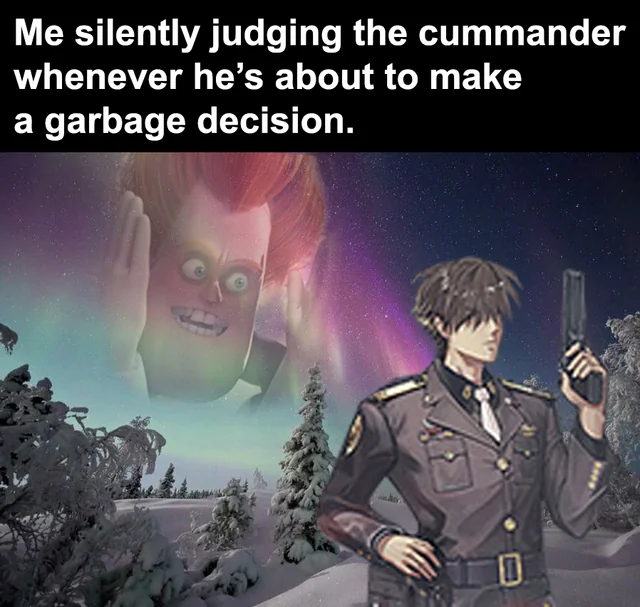 Me silently judging the cummander
whenever he’s about to make
a garbage decision.